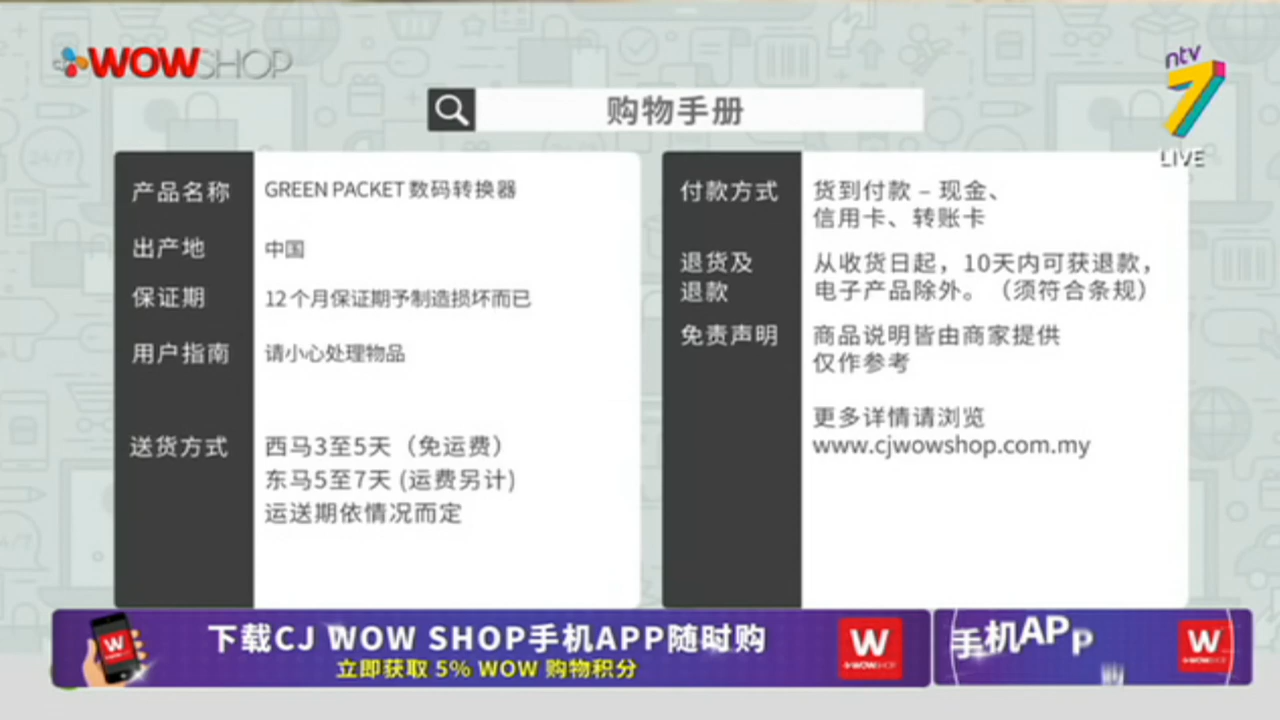 WOWSHOP
ntv
7
LIVE
购物手册
产品名称
GREEN PACKET 数码转换器
出产地
中国
保证期
12 个月保证期予制造损坏而已
用户指南
请小心处理物品
送货方式
西马3至5天（免运费）
东马5至7天 (运费另计)
运送期依情况而定
付款方式
货到付款 – 现金、
信用卡、转账卡
退货及
退款
从收货日起，10天内可获退款，
电子产品除外。（须符合条规）
免责声明
商品说明皆由商家提供
仅作参考
更多详情请浏览
www.cjwowshop.com.my
下载CJ WOW SHOP手机APP随时购
立即获取 5% WOW 购物积分
W
WOWSHOP
手机APP
W
WOWSHOP